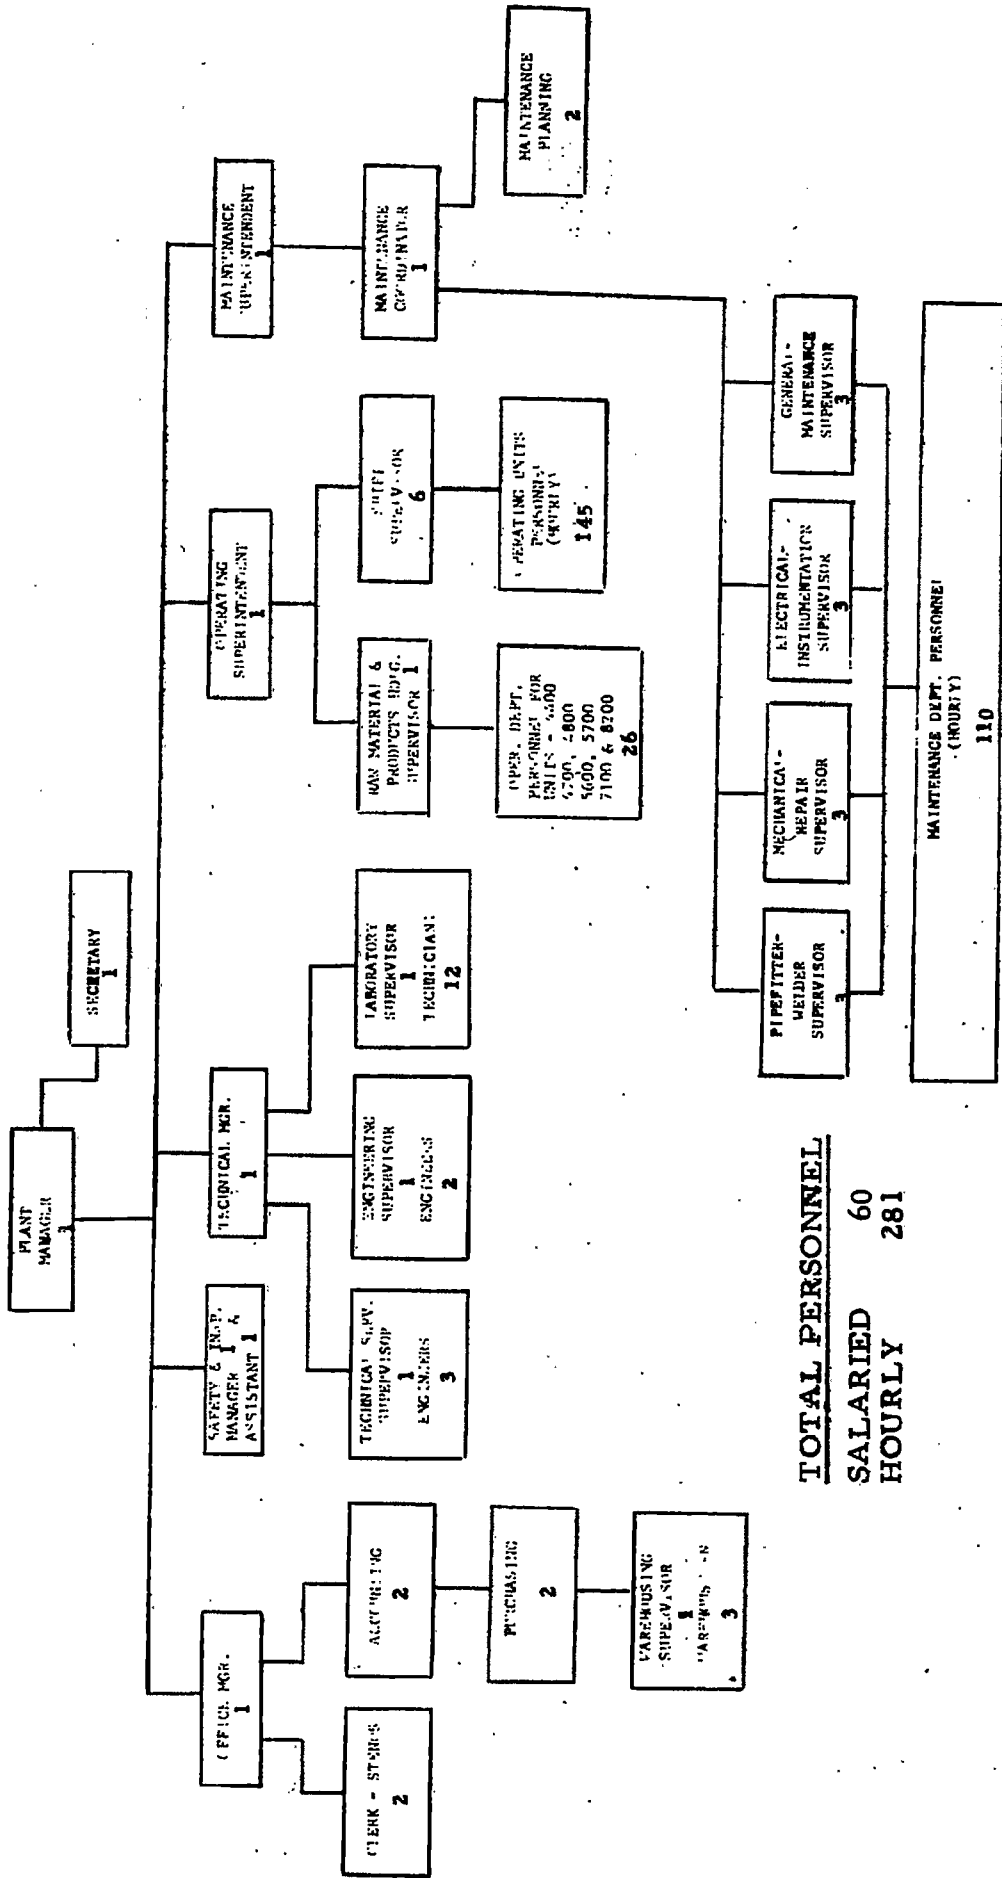 PLANT
MANAGER
1
SECRETARY
1
OFFICE MGR.
1
SAFETY &
MANAGER 1 &
ASSISTANT 1
TECHNICAL MGR.
1
OPERATING
SUPERINTENDENT
1
MAINTENANCE
SUPERINTENDENT
1
CLERK - STENOS
2
ACCOUNTING
2
TECHNICAL SERV.
SUPERVISOR
1
ENGINEERS
3
ENGINEERING
SUPERVISOR
1
ENGINEERS
2
LABORATORY
SUPERVISOR
1
TECHNICIANS
12
RAW MATERIAL &
PRODUCTS HDLG.
SUPERVISOR 1
SHIFT
SUPERVISOR
6
MAINTENANCE
COORDINATOR
1
PURCHASING
2
OPER. DEPT.
PERSONNEL FOR
UNITS -
5600, 5700
7100 & 8200
26
OPERATING UNITS
PERSONNEL
(HOURLY)
145
MAINTENANCE
PLANNING
2
WAREHOUSING
SUPERVISOR
1
3
PIPEFITTER-
WELDER
SUPERVISOR
3
MECHANICAL-
REPAIR
SUPERVISOR
3
ELECTRICAL-
INSTRUMENTATION
SUPERVISOR
3
GENERAL-
MAINTENANCE
SUPERVISOR
3
MAINTENANCE DEPT. PERSONNEL
(HOURLY)
110
TOTAL PERSONNEL
SALARIED 60
HOURLY 281